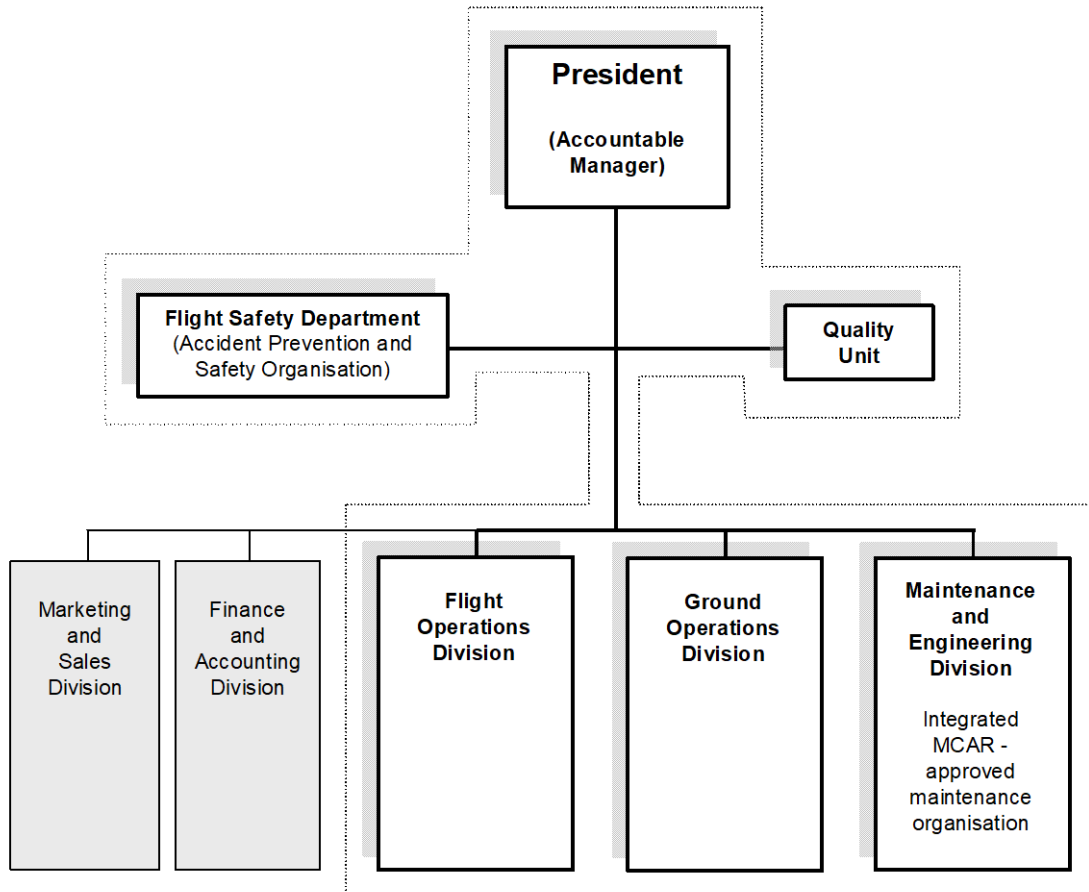 President
(Accountable
Manager)
Flight Safety Department
(Accident Prevention and
Safety Organisation)
Quality
Unit
Marketing
and
Sales
Division
Finance
and
Accounting
Division
Flight
Operations
Division
Ground
Operations
Division
Maintenance
and
Engineering
Division
Integrated
MCAR -
approved
maintenance
organisation